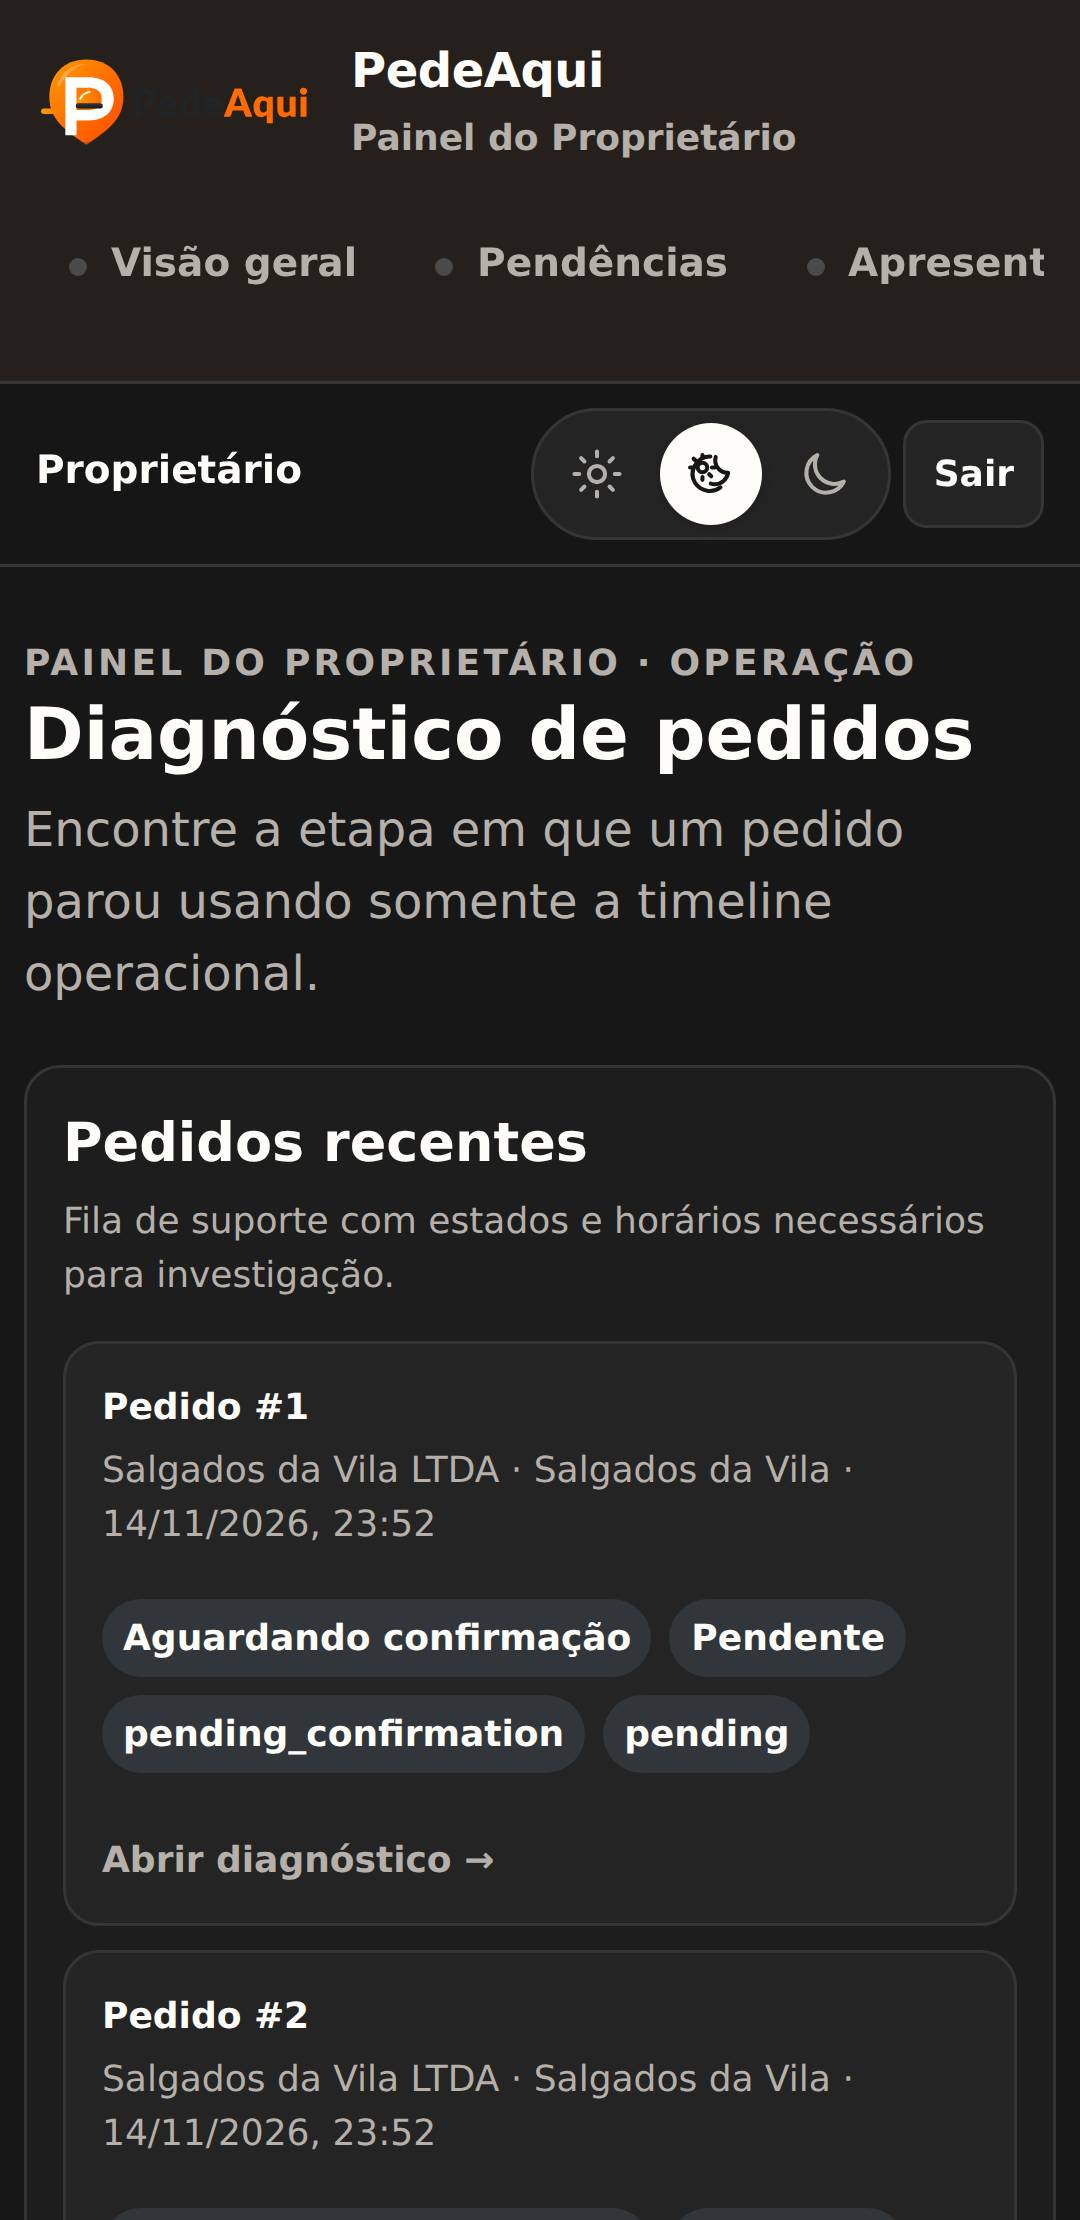 PedeAqui
PedeAqui
Painel do Proprietário
Visão geral
Pendências
Apresent
Proprietário
Sair
PAINEL DO PROPRIETÁRIO · OPERAÇÃO
Diagnóstico de pedidos
Encontre a etapa em que um pedido
parou usando somente a timeline
operacional.
Pedidos recentes
Fila de suporte com estados e horários necessários
para investigação.
Pedido #1
Salgados da Vila LTDA · Salgados da Vila ·
14/11/2026, 23:52
Aguardando confirmação
Pendente
pending_confirmation
pending
Abrir diagnóstico →
Pedido #2
Salgados da Vila LTDA · Salgados da Vila ·
14/11/2026, 23:52